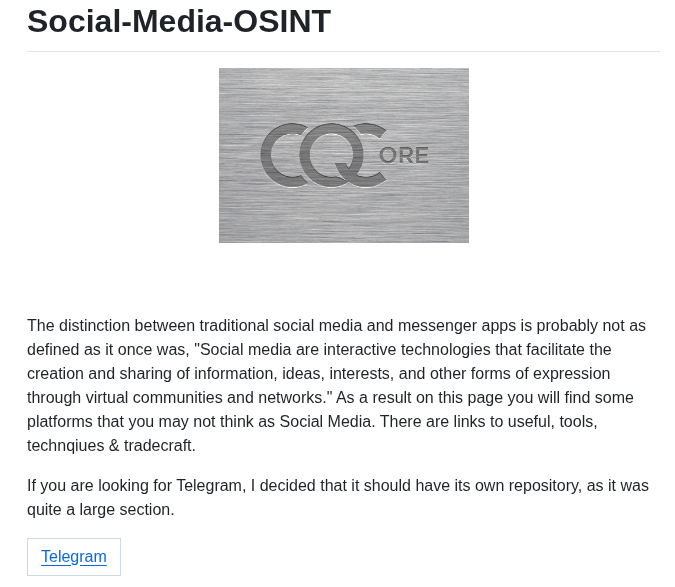 Social-Media-OSINT
CQC ORE
The distinction between traditional social media and messenger apps is probably not as
defined as it once was, "Social media are interactive technologies that facilitate the
creation and sharing of information, ideas, interests, and other forms of expression
through virtual communities and networks." As a result on this page you will find some
platforms that you may not think as Social Media. There are links to useful, tools,
technqiues & tradecraft.
If you are looking for Telegram, I decided that it should have its own repository, as it was
quite a large section.
Telegram